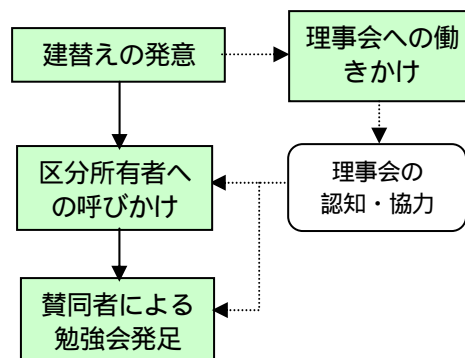 建替えの発意
理事会への働
きかけ
区分所有者へ
の呼びかけ
理事会の
認知・協力
賛同者による
勉強会発足